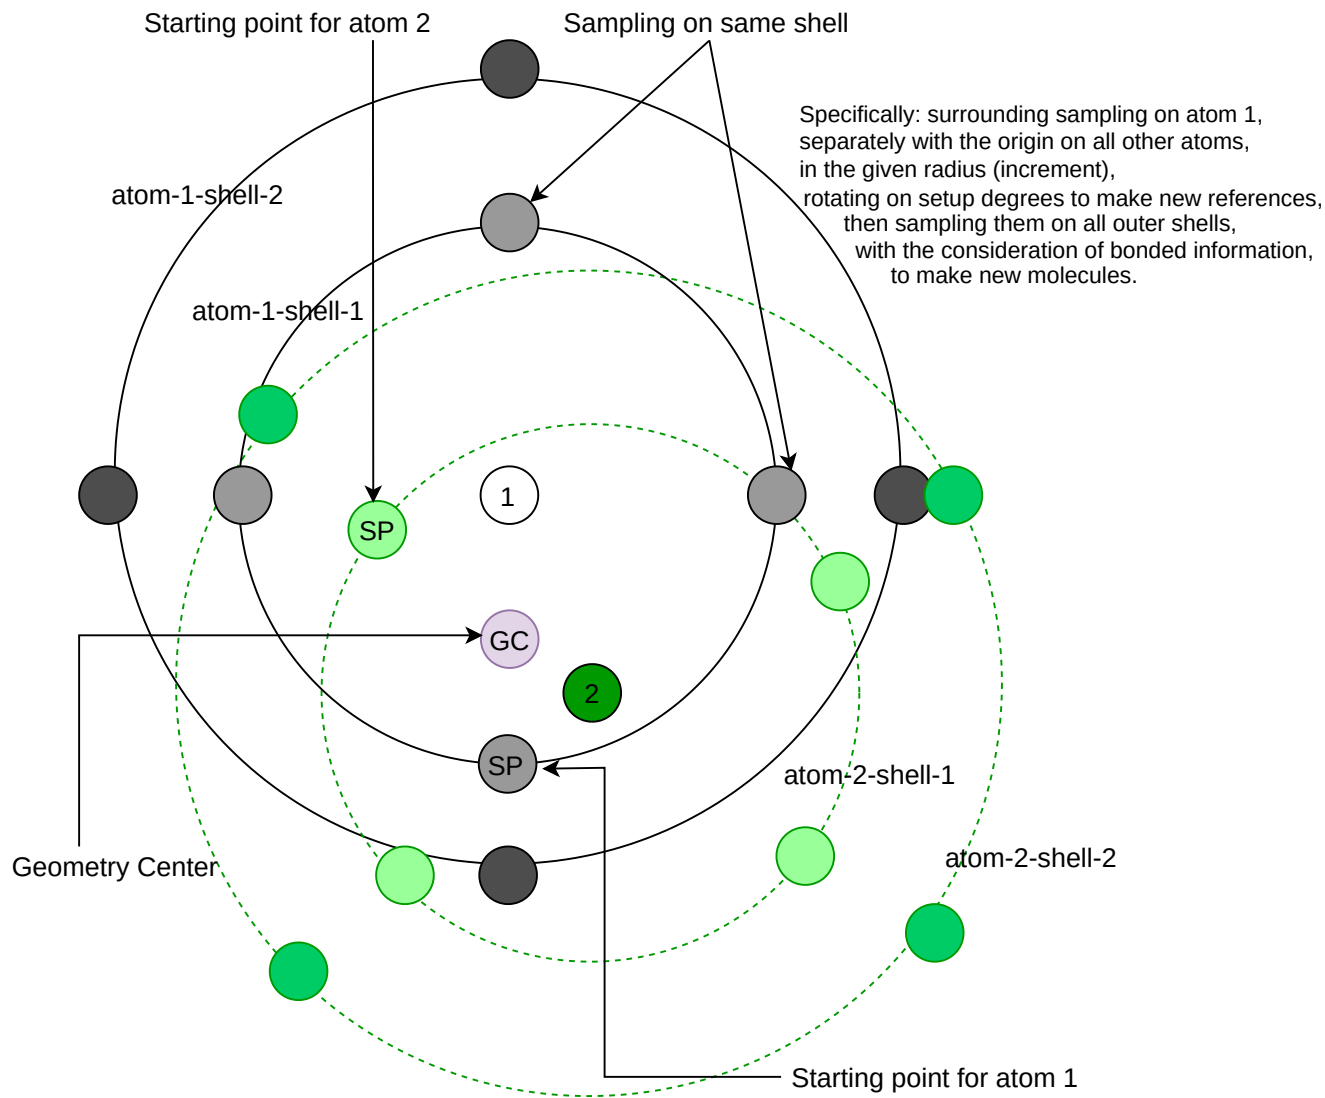 Starting point for atom 2
Sampling on same shell
Specifically: surrounding sampling on atom 1,
separately with the origin on all other atoms,
in the given radius (increment),
rotating on setup degrees to make new references,
then sampling them on all outer shells,
with the consideration of bonded information,
to make new molecules.
atom-1-shell-2
atom-1-shell-1
1
SP
GC
2
SP
atom-2-shell-1
atom-2-shell-2
Geometry Center
Starting point for atom 1